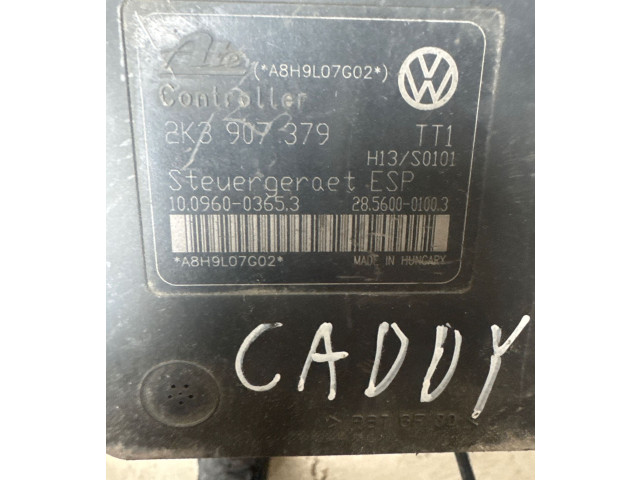 Ate (*A8H9L07G02*)
Controller
2K3 907 379 TT1
H13/S0101
Steuergeraet ESP
10.0960-0365.3 28.5600-0100.3
*A8H9L07G02* MADE IN HUNGARY
CADDY